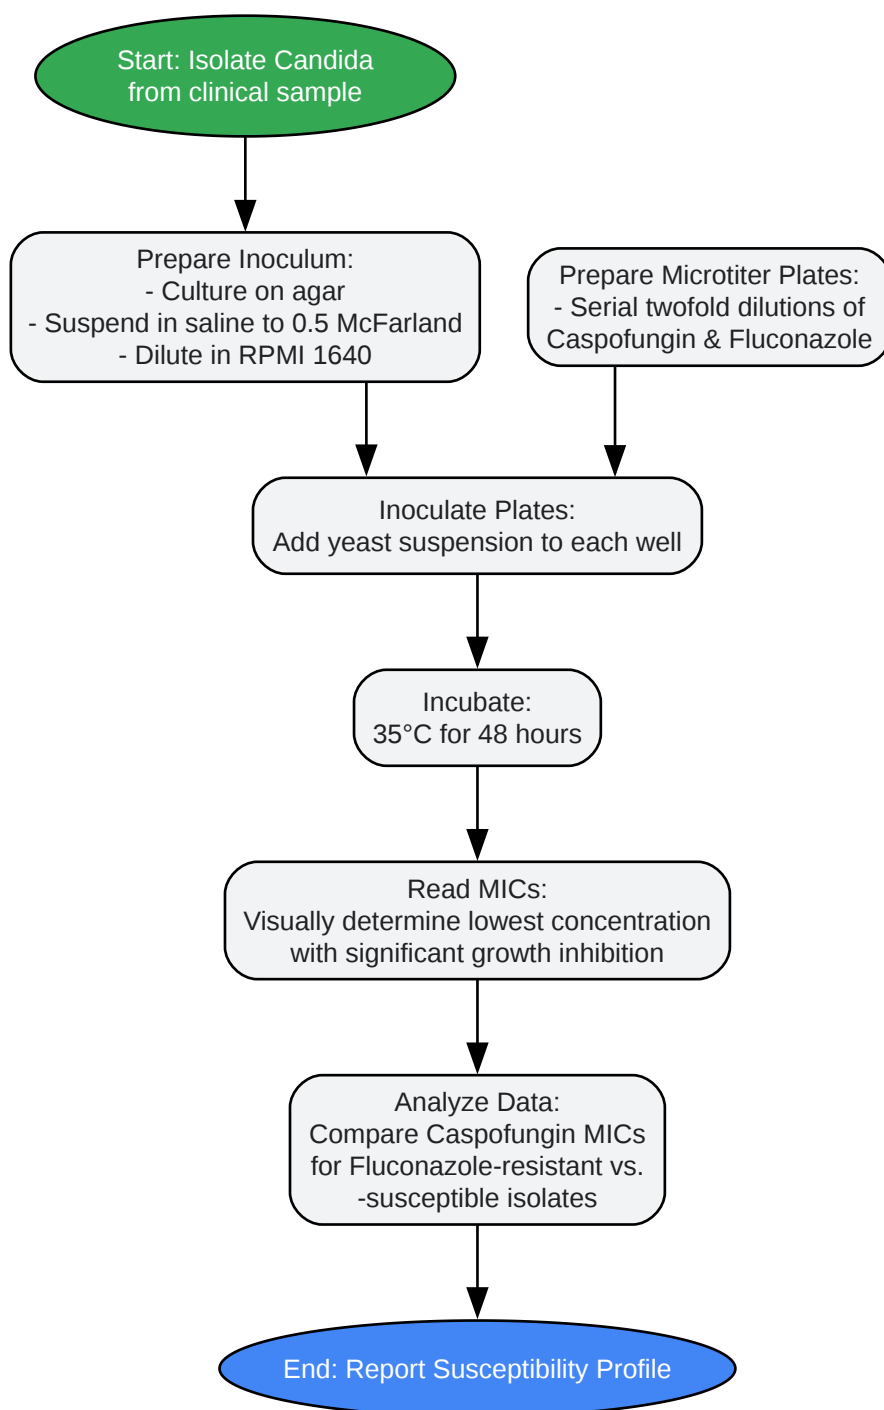 Start: Isolate Candida
from clinical sample
Prepare Inoculum:
- Culture on agar
- Suspend in saline to 0.5 McFarland
- Dilute in RPMI 1640
Prepare Microtiter Plates:
- Serial twofold dilutions of
Caspofungin & Fluconazole
Inoculate Plates:
Add yeast suspension to each well
Incubate:
35°C for 48 hours
Read MICs:
Visually determine lowest concentration
with significant growth inhibition
Analyze Data:
Compare Caspofungin MICs
for Fluconazole-resistant vs.
-susceptible isolates
End: Report Susceptibility Profile